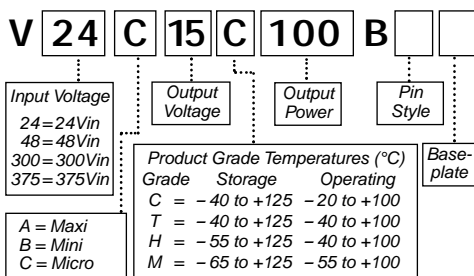 V 24 C 15 C 100 B
Input Voltage
24=24Vin
48=48Vin
300=300Vin
375=375Vin
Output
Voltage
Output
Power
Pin
Style
Base-
plate
Product Grade Temperatures (°C)
Grade Storage Operating
C = – 40 to +125 – 20 to +100
T = – 40 to +125 – 40 to +100
H = – 55 to +125 – 40 to +100
M = – 65 to +125 – 55 to +100
A = Maxi
B = Mini
C = Micro